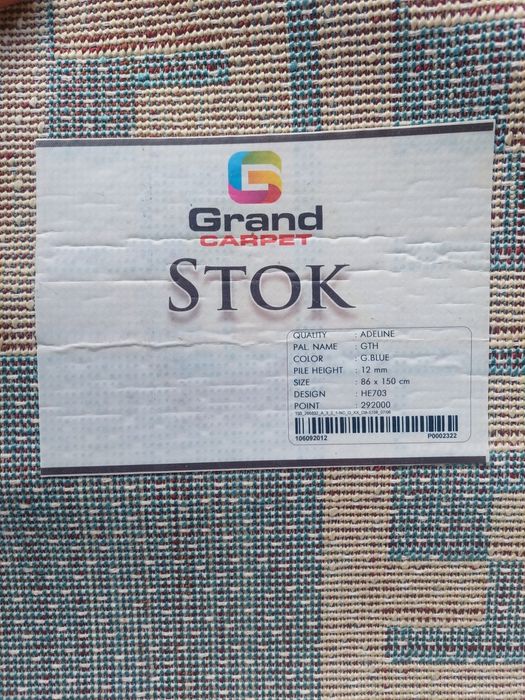 G
Grand
CARPET
STOK
QUALITY : ADELINE
PAL. NAME : GTH
COLOR : G.BLUE
PILE HEIGHT : 12 mm
SIZE : 86 x 150 cm
DESIGN : HE703
POINT : 292000
106092012 P0002322